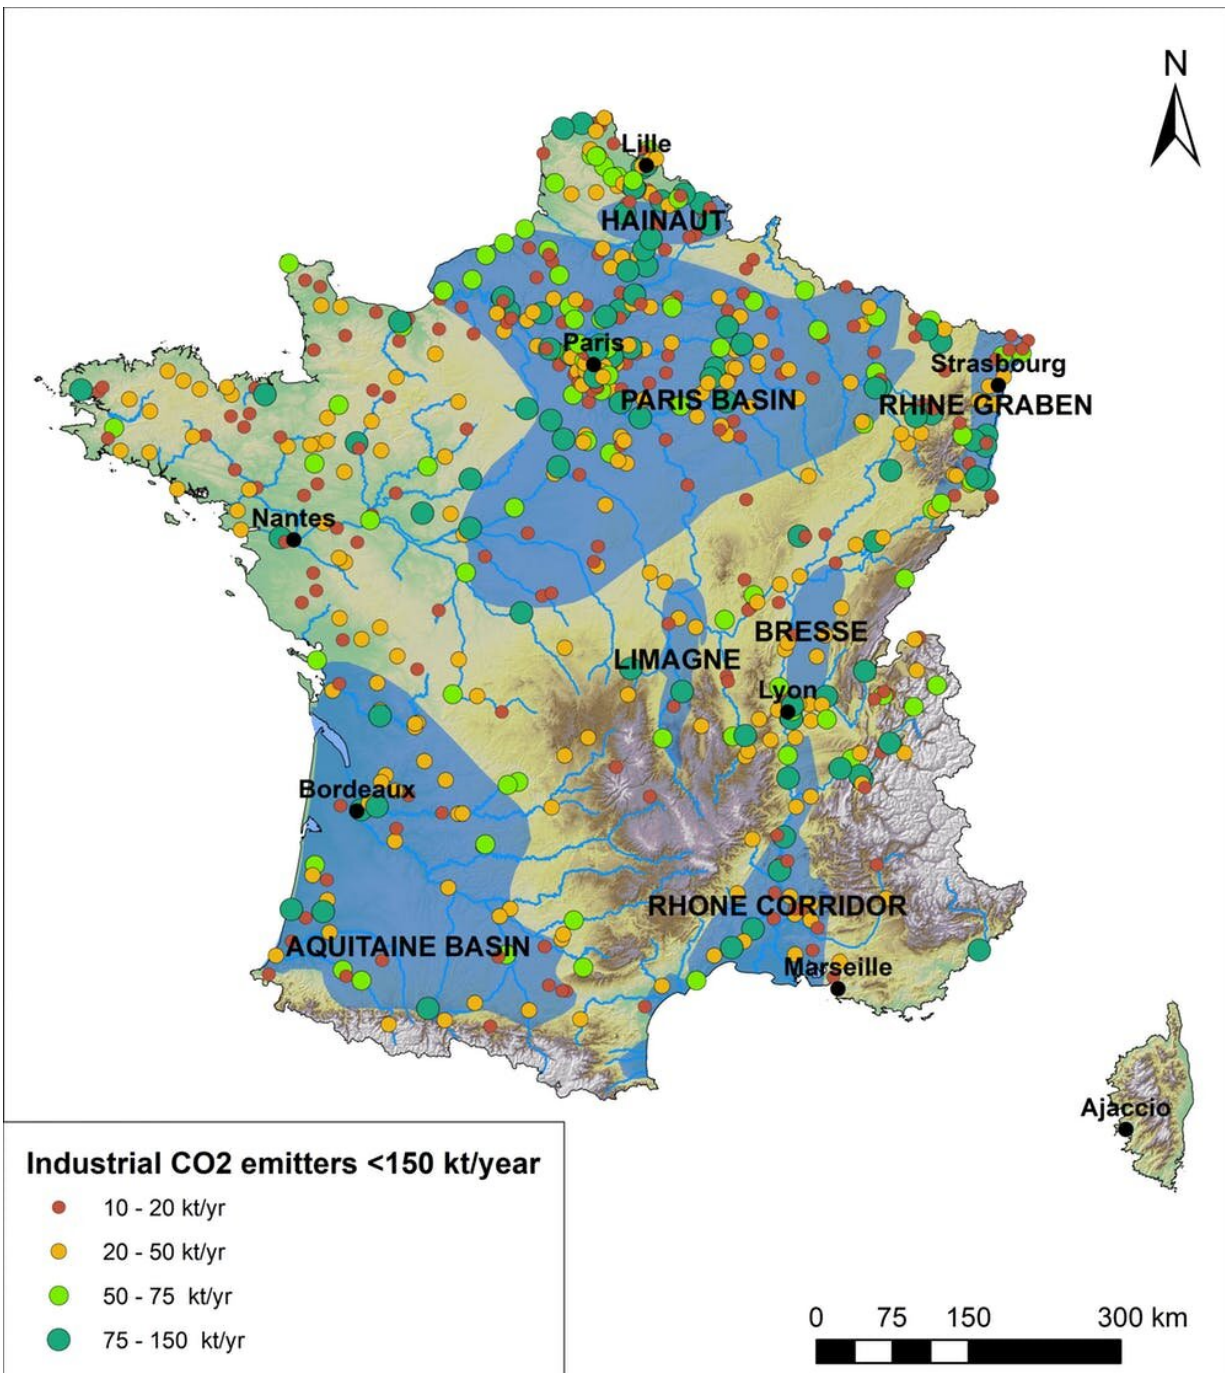 N
Lille
HAINAUT
Paris
Strasbourg
PARIS BASIN
RHINE GRABEN
Nantes
BRESSE
LIMAGNE
Lyon
Bordeaux
RHONE CORRIDOR
AQUITAINE BASIN
Marseille
Ajaccio
Industrial CO2 emitters <150 kt/year
10 - 20 kt/yr
20 - 50 kt/yr
50 - 75 kt/yr
75 - 150 kt/yr
0 75 150 300 km